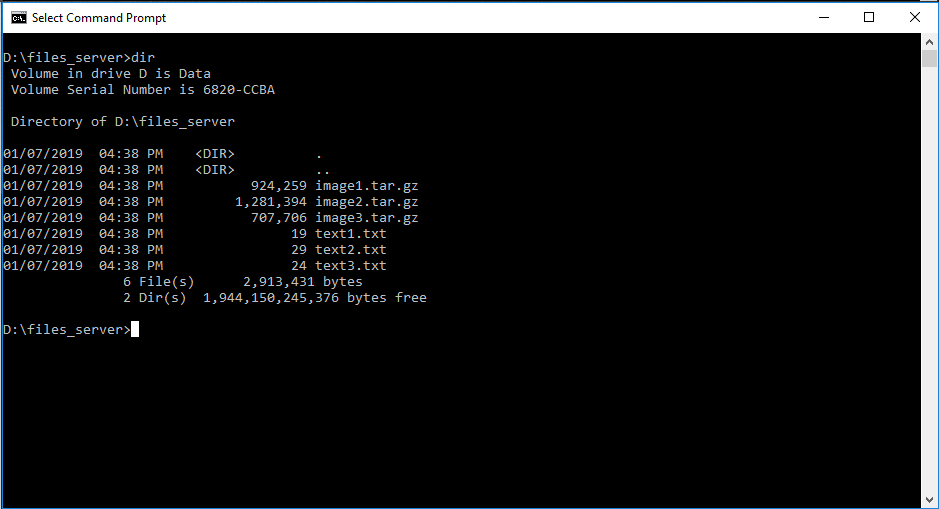 Select Command Prompt
D:\files_server>dir
 Volume in drive D is Data
 Volume Serial Number is 6820-CCBA
 Directory of D:\files_server
01/07/2019  04:38 PM    <DIR>          .
01/07/2019  04:38 PM    <DIR>          ..
01/07/2019  04:38 PM           924,259 image1.tar.gz
01/07/2019  04:38 PM         1,281,394 image2.tar.gz
01/07/2019  04:38 PM           707,706 image3.tar.gz
01/07/2019  04:38 PM                19 text1.txt
01/07/2019  04:38 PM                29 text2.txt
01/07/2019  04:38 PM                24 text3.txt
               6 File(s)      2,913,431 bytes
               2 Dir(s)  1,944,150,245,376 bytes free
D:\files_server>